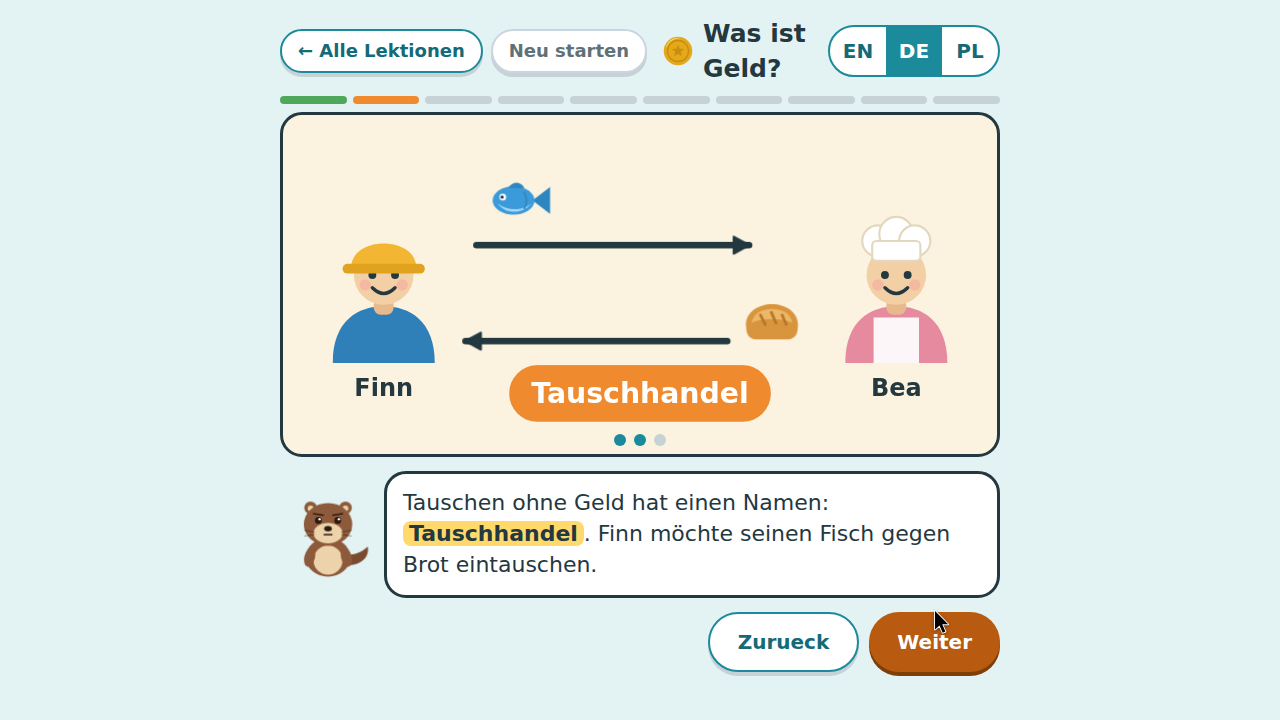 ← Alle Lektionen
Neu starten
Was ist
Geld?
EN DE PL
Finn
Bea
Tauschhandel
Tauschen ohne Geld hat einen Namen:
Tauschhandel. Finn möchte seinen Fisch gegen
Brot eintauschen.
Zurueck
Weiter